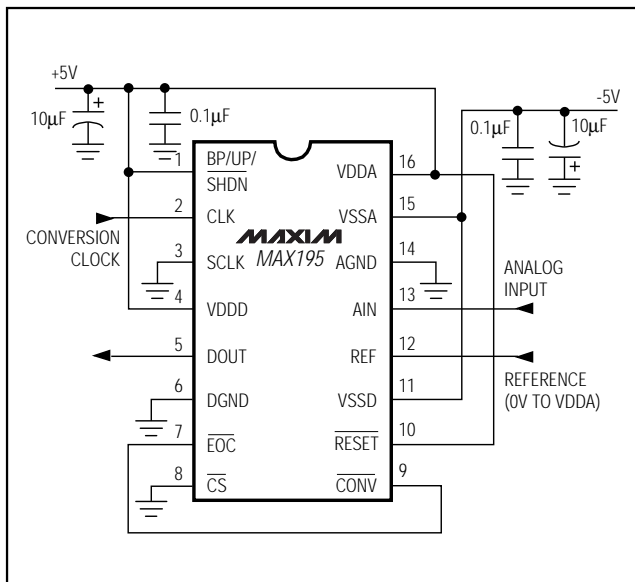 +5V
-5V
10µF
+
0.1µF
0.1µF
10µF
+
1
BP/UP/
SHDN
VDDA
16
2
CLK
VSSA
15
CONVERSION
CLOCK
MAXIM
MAX195
3
SCLK
AGND
14
ANALOG
INPUT
4
VDDD
AIN
13
5
DOUT
REF
12
REFERENCE
(0V TO VDDA)
6
DGND
VSSD
11
7
EOC
RESET
10
8
CS
CONV
9